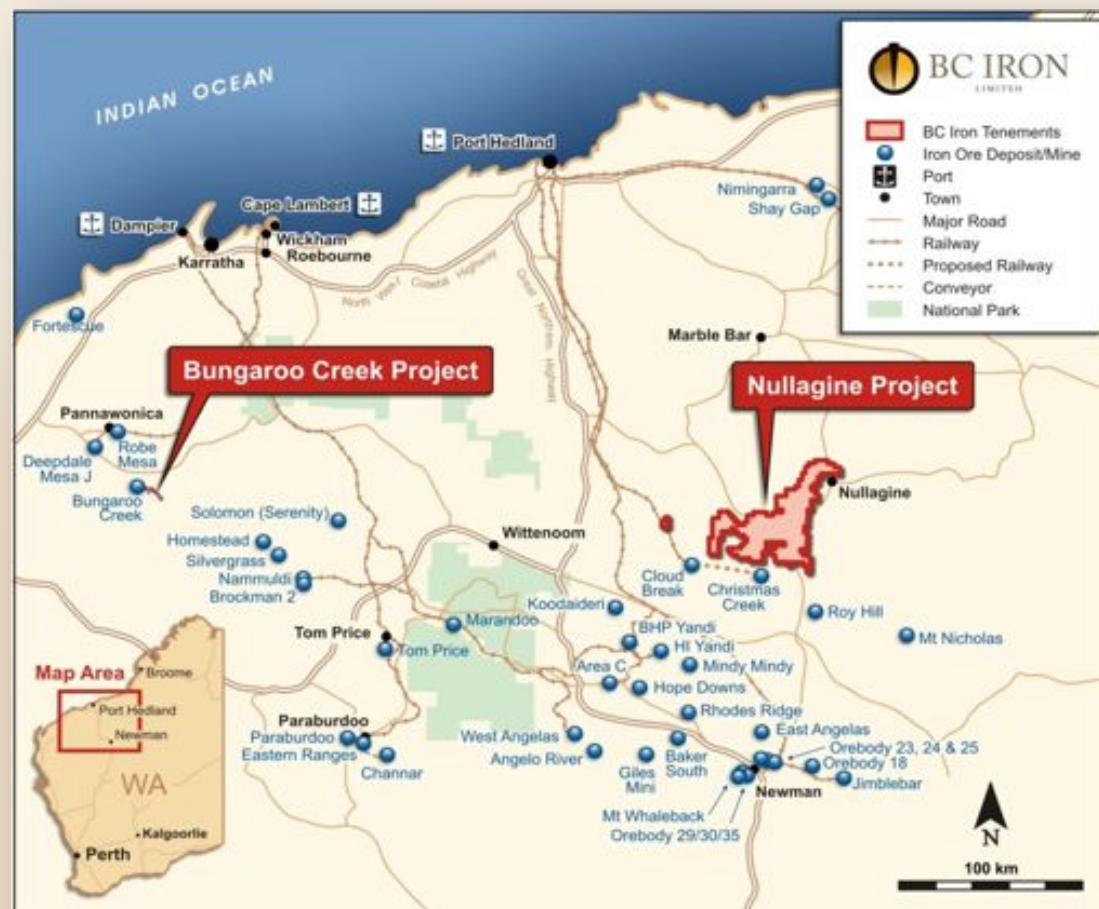 INDIAN OCEAN
BC IRON
LIMITED
BC Iron Tenements
Iron Ore Deposit/Mine
Port
Town
Major Road
Railway
Proposed Railway
Conveyor
National Park
Port Hedland
Nimingarra
Shay Gap
Cape Lambert
Dampier
Wickham
Roebourne
Karratha
North West Coastal Highway
Great Northern Highway
Fortescue
Marble Bar
Bungaroo Creek Project
Nullagine Project
Pannawonica
Robe
Mesa
Deepdale
Mesa J
Bungaroo
Creek
Nullagine
Solomon (Serenity)
Homestead
Silvergrass
Nammuldi
Brockman 2
Wittenoom
Cloud
Break
Christmas
Creek
Koodaideri
Roy Hill
Mt Nicholas
Marandoo
BHP Yandi
HI Yandi
Tom Price
Tom Price
Area C
Mindy Mindy
Hope Downs
Rhodes Ridge
Map Area
Broome
Port Hedland
Newman
WA
Kalgoorlie
Perth
Paraburdoo
Paraburdoo
Eastern Ranges
Channar
West Angelas
Angelo River
Giles
Mini
Baker
South
East Angelas
Orebody 23, 24 & 25
Orebody 18
Jimblebar
Newman
Mt Whaleback
Orebody 29/30/35
N
100 km